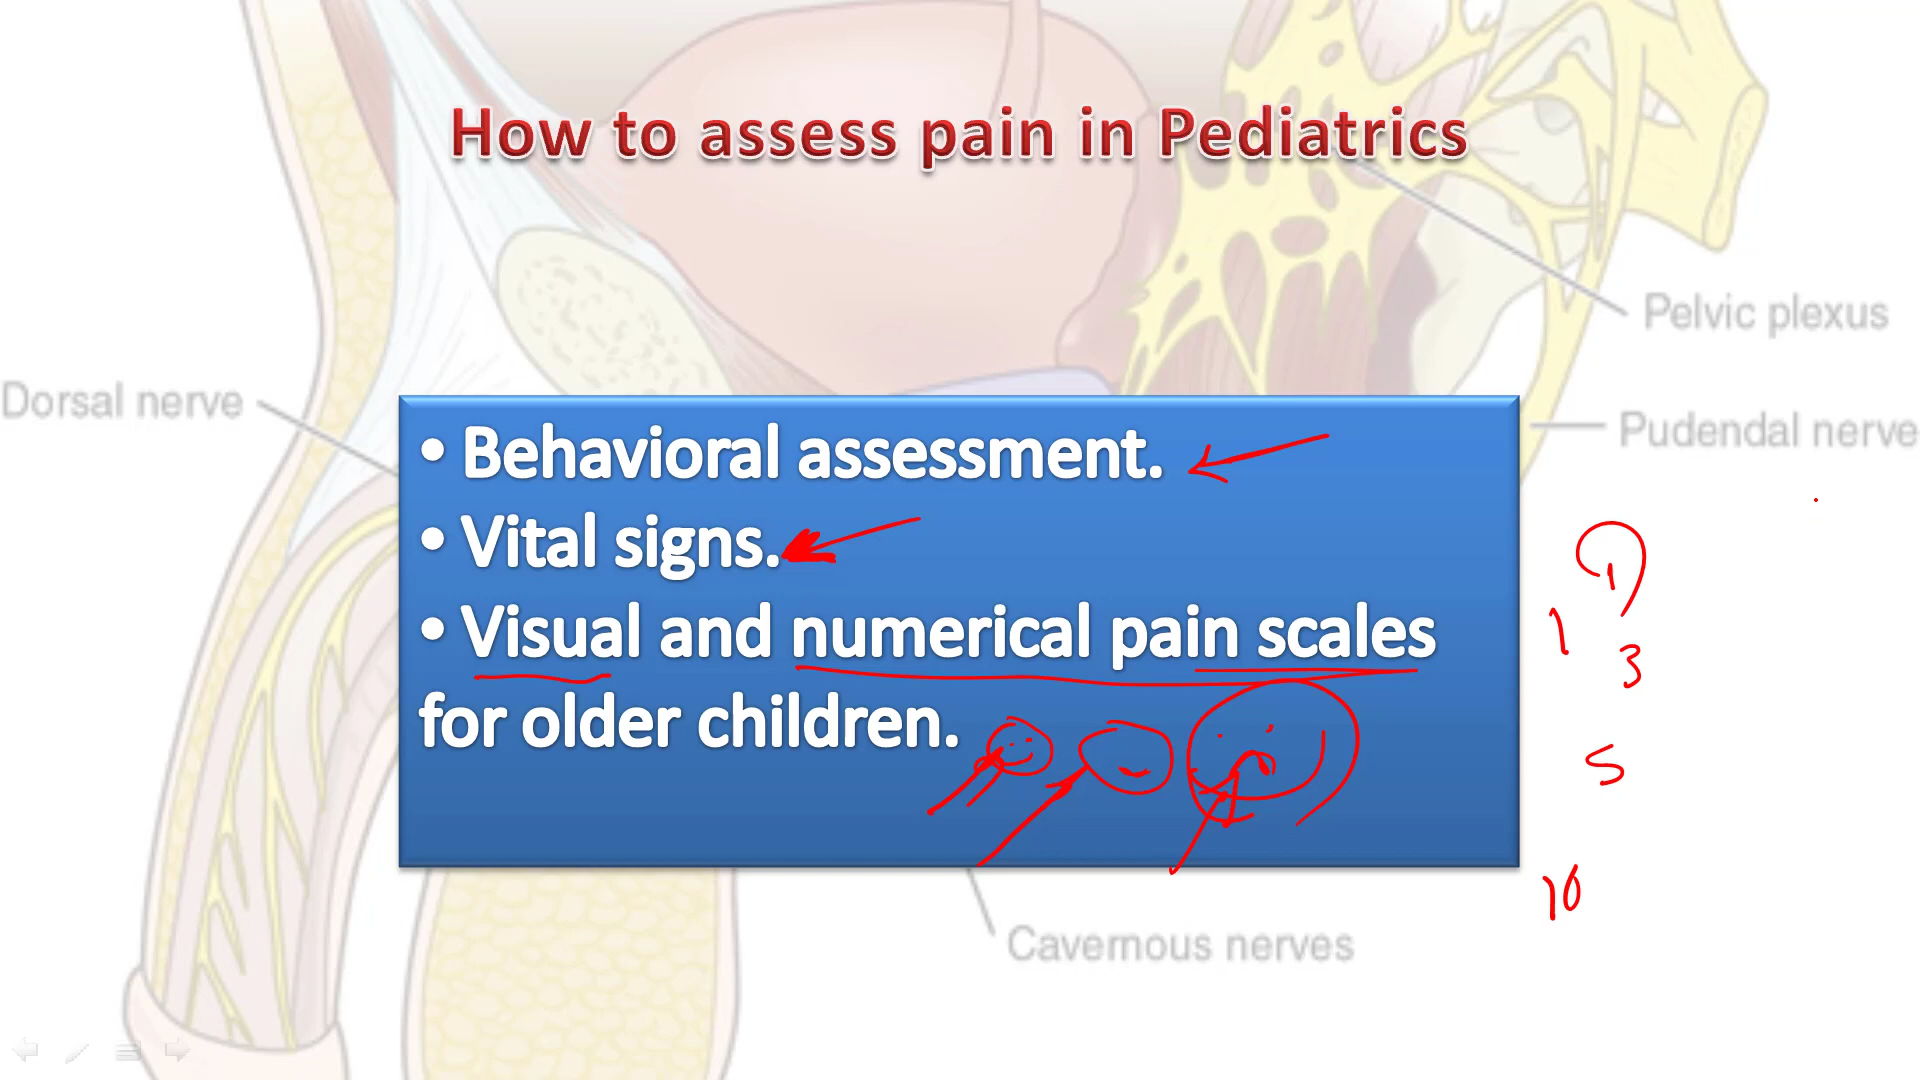 How to assess pain in Pediatrics
Pelvic plexus
Dorsal nerve
Pudendal nerve
• Behavioral assessment.
• Vital signs.
• Visual and numerical pain scales
for older children.
1
1
3
5
10
Cavernous nerves